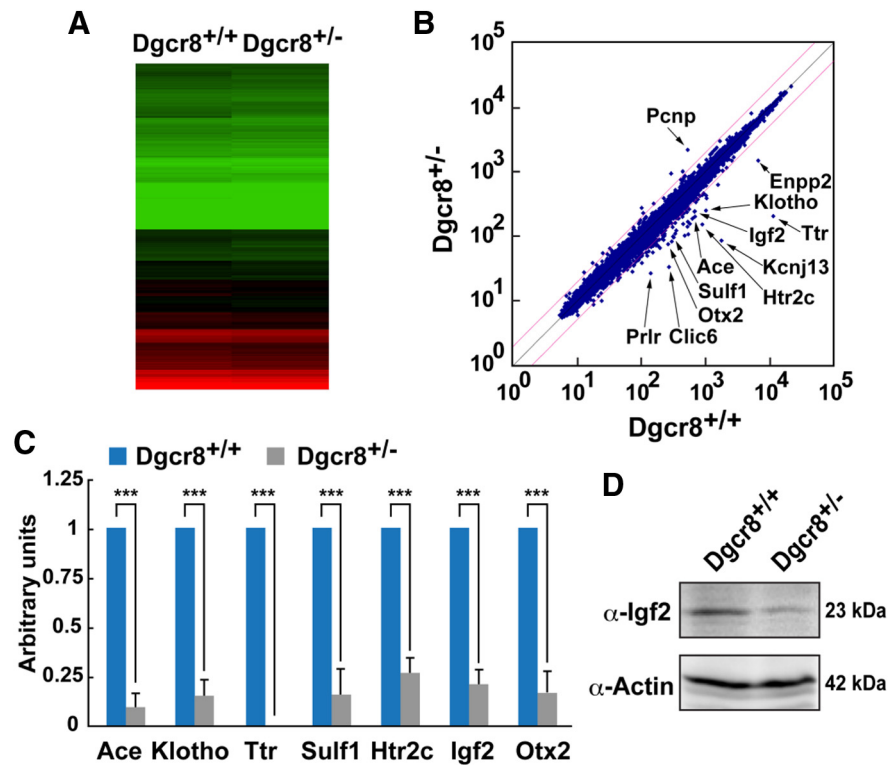 A
Dgcr8+/+ Dgcr8+/-
B
10^5
10^4
10^3
10^2
10^1
10^0
Dgcr8+/-
Pcnp
Enpp2
Klotho
Igf2
Ttr
Ace
Kcnj13
Sulf1
Htr2c
Otx2
Prlr
Clic6
10^0 10^1 10^2 10^3 10^4 10^5
Dgcr8+/+
C
Dgcr8+/+ Dgcr8+/-
Arbitrary units
1.25
1
0.75
0.5
0.25
0
*** *** *** *** *** *** ***
Ace Klotho Ttr Sulf1 Htr2c Igf2 Otx2
D
Dgcr8+/+ Dgcr8+/-
α-Igf2 23 kDa
α-Actin 42 kDa